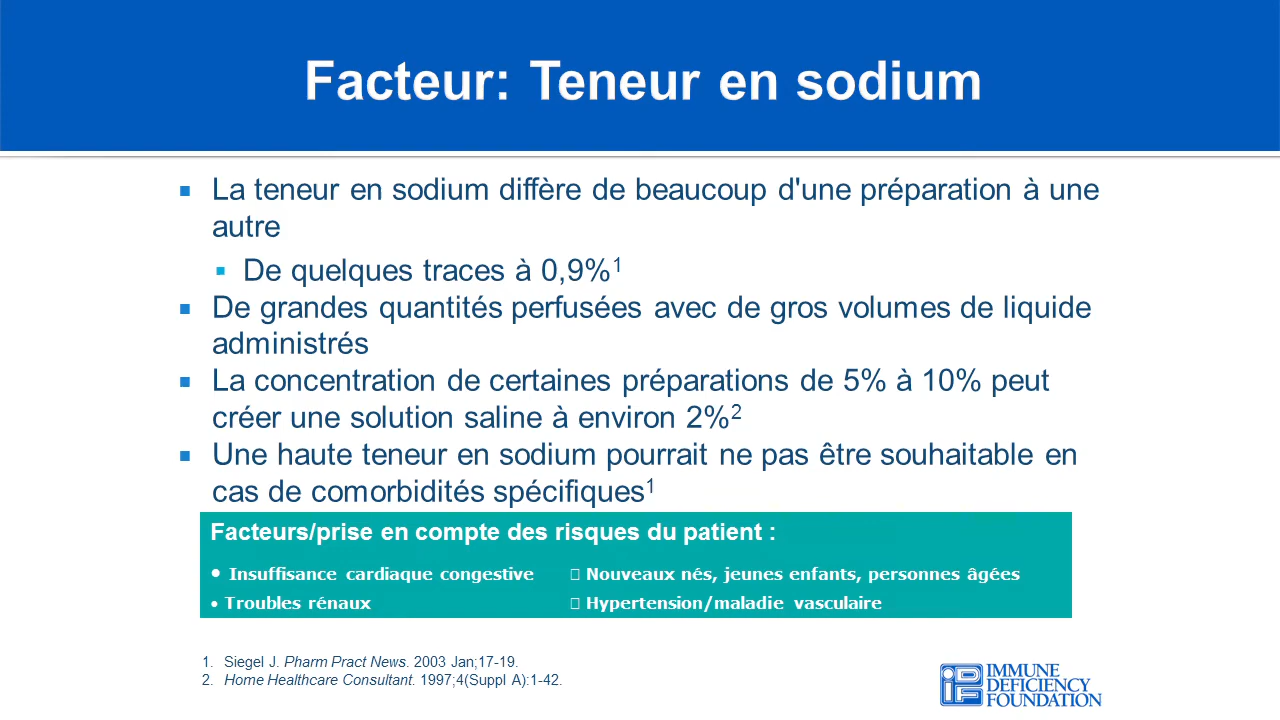 Facteur: Teneur en sodium
▪ La teneur en sodium diffère de beaucoup d'une préparation à une
autre
▪ De quelques traces à 0,9%¹
▪ De grandes quantités perfusées avec de gros volumes de liquide
administrés
▪ La concentration de certaines préparations de 5% à 10% peut
créer une solution saline à environ 2%²
▪ Une haute teneur en sodium pourrait ne pas être souhaitable en
cas de comorbidités spécifiques¹
Facteurs/prise en compte des risques du patient :
• Insuffisance cardiaque congestive
• Troubles rénaux
▯ Nouveaux nés, jeunes enfants, personnes âgées
▯ Hypertension/maladie vasculaire
1. Siegel J. Pharm Pract News. 2003 Jan;17-19.
2. Home Healthcare Consultant. 1997;4(Suppl A):1-42.
IDF
IMMUNE
DEFICIENCY
FOUNDATION